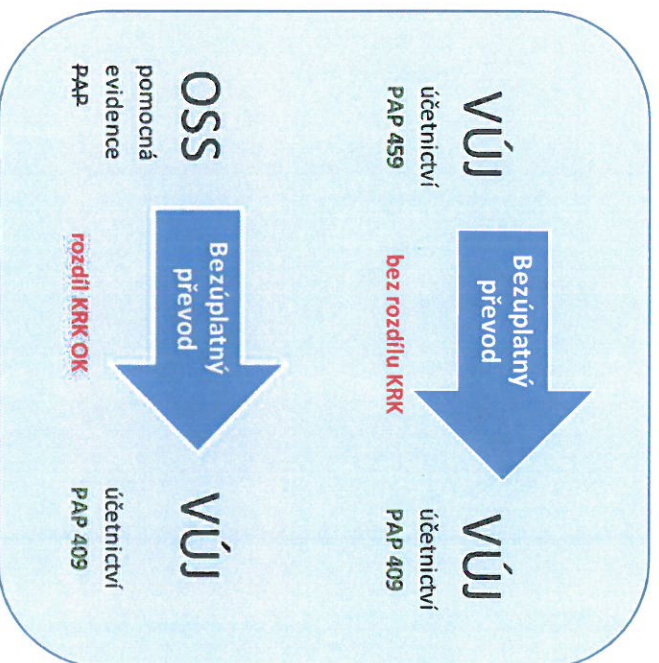 VÚJ
účetnictví
PAP 459
Bezúplatný
převod
bez rozdílu KRK
VÚJ
účetnictví
PAP 409
OSS
pomocná
evidence
PAP
Bezúplatný
převod
rozdíl KRK OK
VÚJ
účetnictví
PAP 409